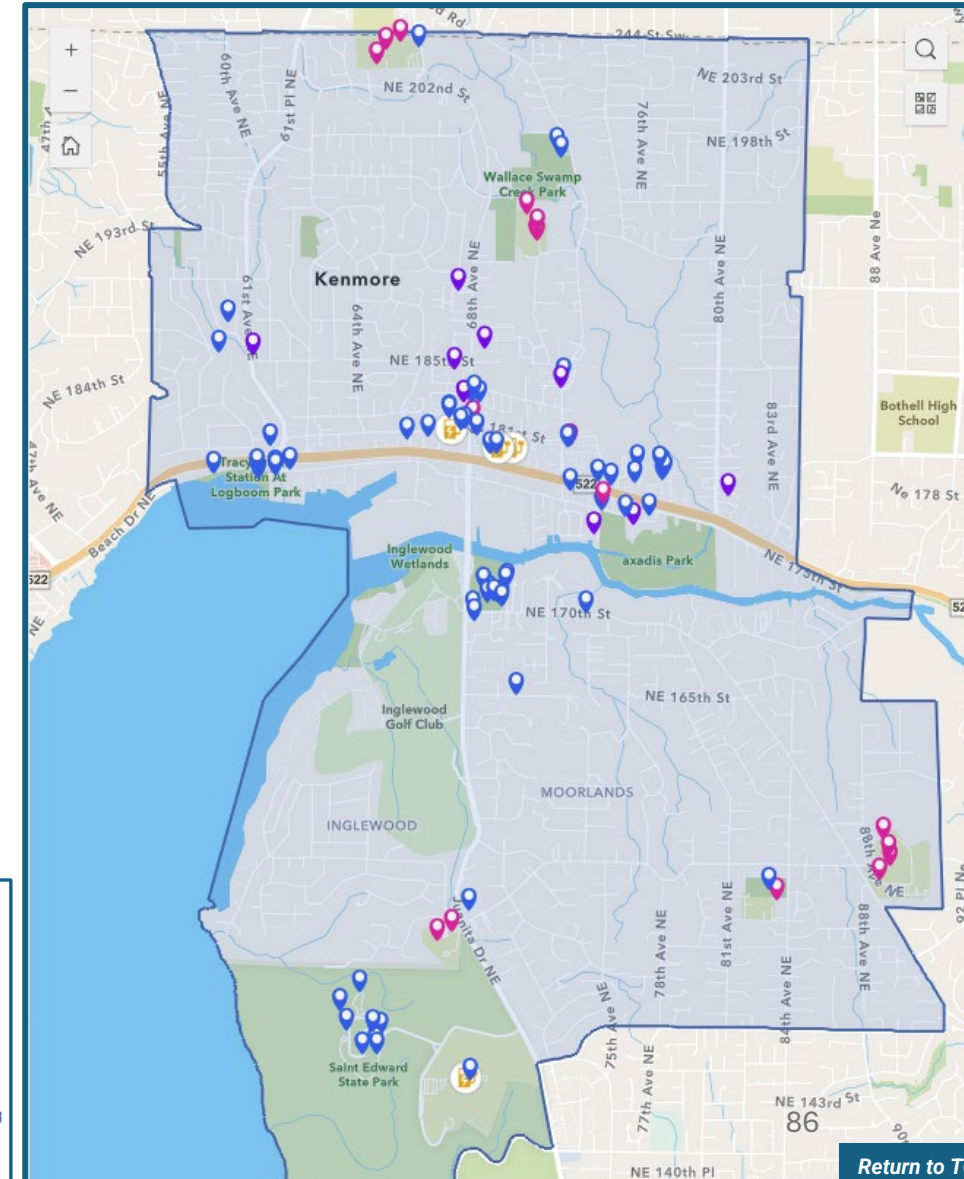 244 St Sw
NE 202nd St
NE 203rd St
60th Ave NE
61st Pl NE
55th Ave NE
76th Ave NE
NE 198th St
Wallace Swamp
Creek Park
NE 193rd St
88 Ave Ne
Kenmore
68th Ave NE
80th Ave NE
64th Ave NE
NE 185th St
NE 184th St
83rd Ave NE
Bothell High
School
181st St
47th Ave NE
Station At
Logboom Park
522
Ne 178 St
Beach Dr NE
Inglewood
Wetlands
axadis Park
NE 175th St
522
NE
NE 170th St
NE 165th St
Inglewood
Golf Club
MOORLANDS
INGLEWOOD
88th Ave NE
Juanita Dr NE
81st Ave NE
78th Ave NE
84th Ave NE
88th Ave NE
75th Ave NE
Saint Edward
State Park
77th Ave NE
NE 143rd St
86
NE 140th Pl
Return to T